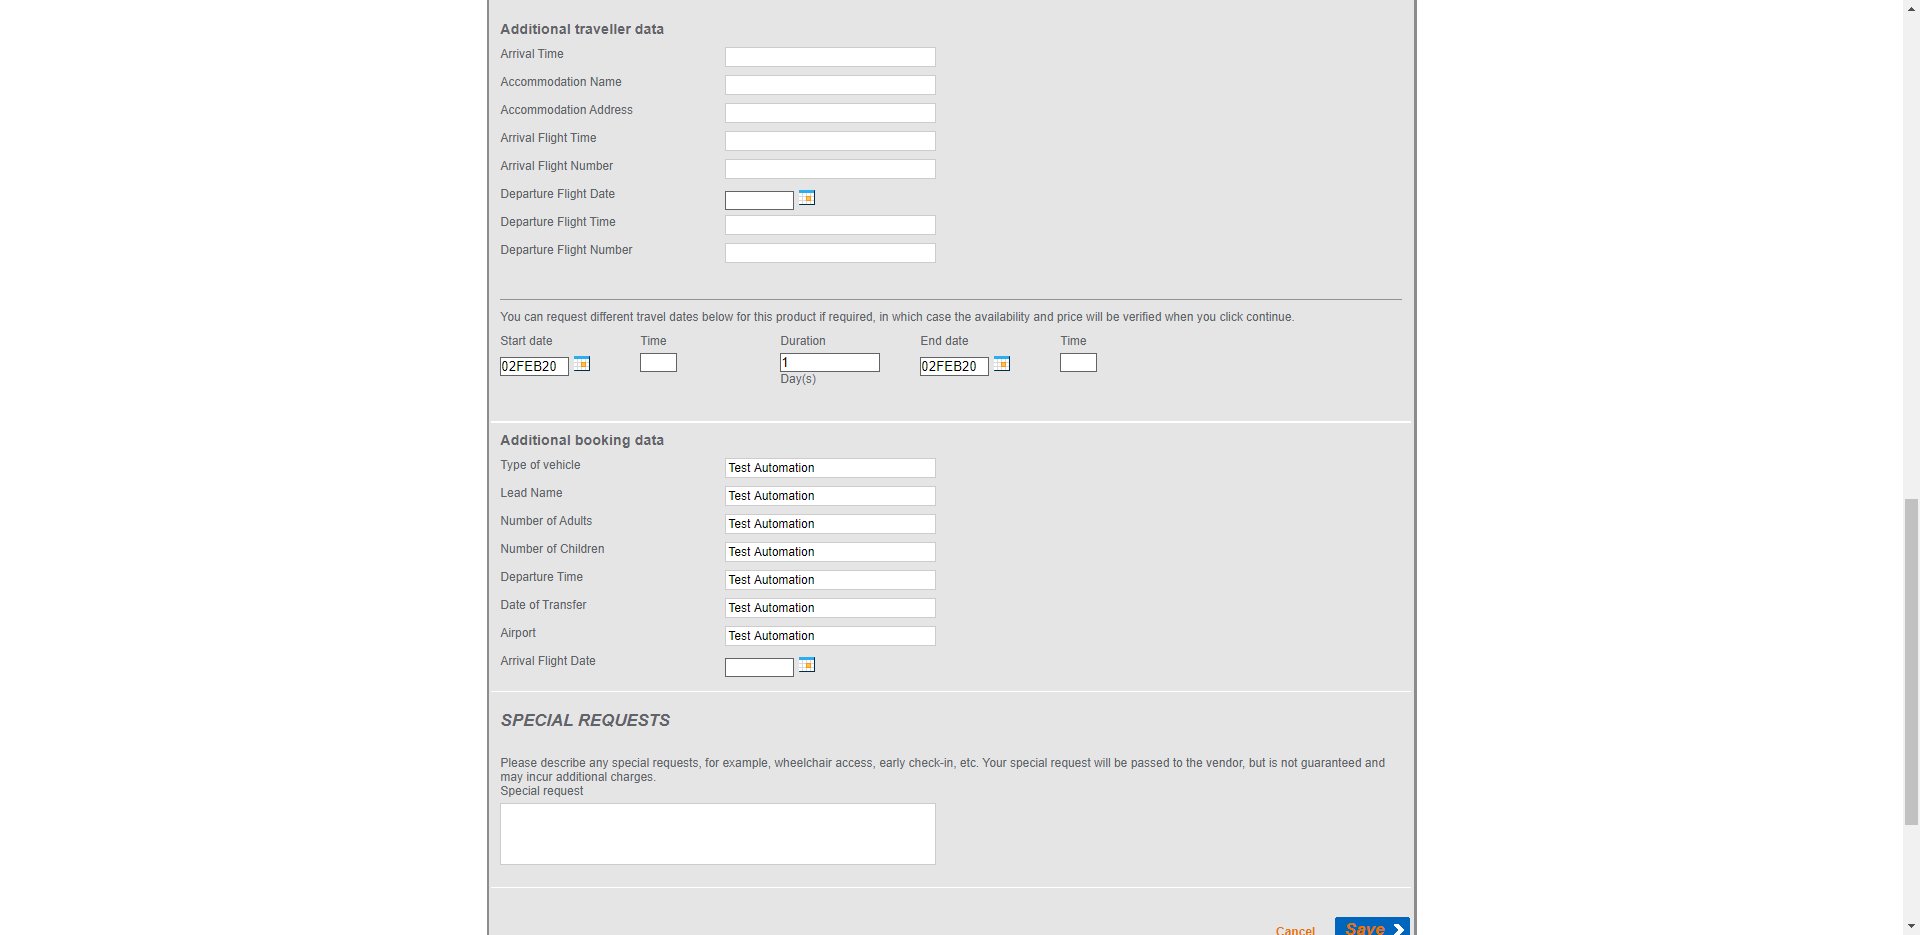 Additional traveller data
Arrival Time
Accommodation Name
Accommodation Address
Arrival Flight Time
Arrival Flight Number
Departure Flight Date
Departure Flight Time
Departure Flight Number
You can request different travel dates below for this product if required, in which case the availability and price will be verified when you click continue.
Start date Time Duration End date Time
02FEB20 1 02FEB20
Day(s)
Additional booking data
Type of vehicle Test Automation
Lead Name Test Automation
Number of Adults Test Automation
Number of Children Test Automation
Departure Time Test Automation
Date of Transfer Test Automation
Airport Test Automation
Arrival Flight Date
SPECIAL REQUESTS
Please describe any special requests, for example, wheelchair access, early check-in, etc. Your special request will be passed to the vendor, but is not guaranteed and
may incur additional charges.
Special request
Cancel Save